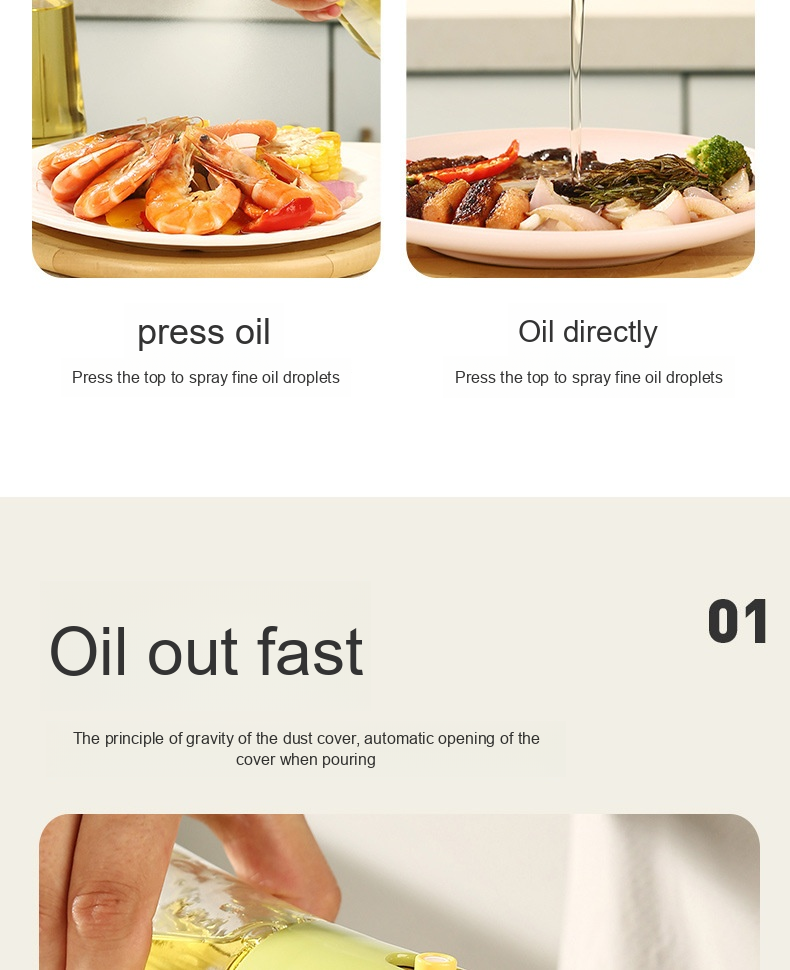 press oil
Press the top to spray fine oil droplets
Oil directly
Press the top to spray fine oil droplets
01
Oil out fast
The principle of gravity of the dust cover, automatic opening of the
cover when pouring